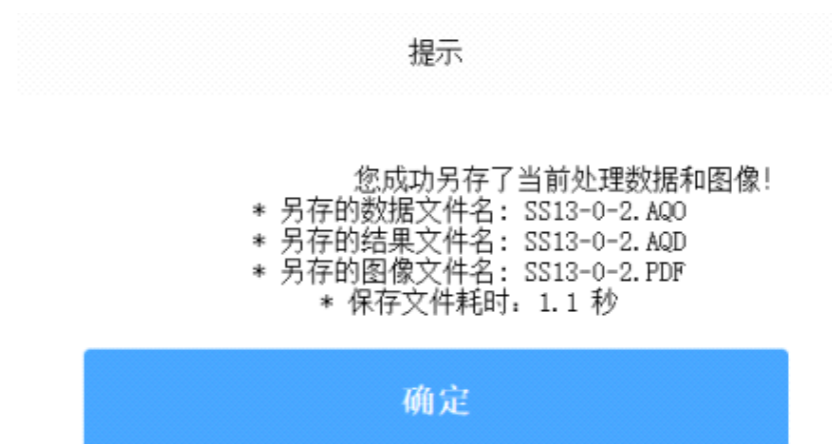 提示
您成功另存了当前处理数据和图像!
* 另存的数据文件名: SS13-0-2.AQO
* 另存的结果文件名: SS13-0-2.AQD
* 另存的图像文件名: SS13-0-2.PDF
* 保存文件耗时: 1.1 秒
确定